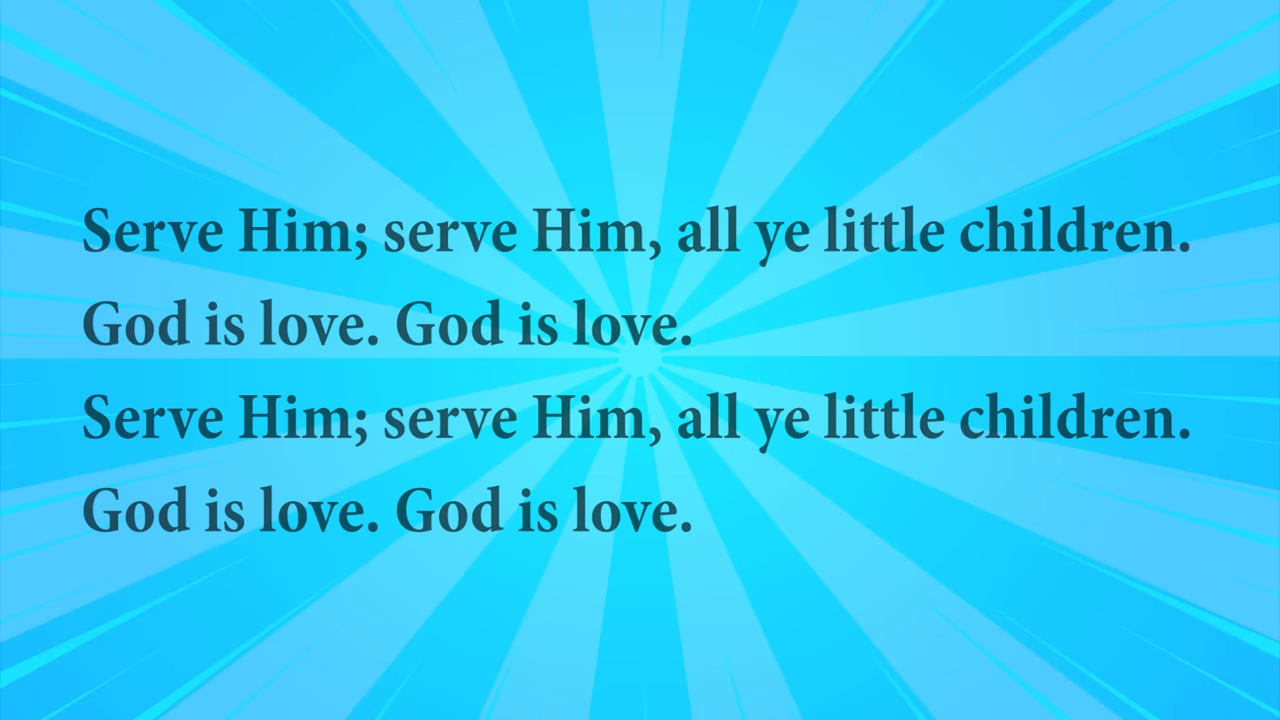 Serve Him; serve Him, all ye little children.
God is love. God is love.
Serve Him; serve Him, all ye little children.
God is love. God is love.